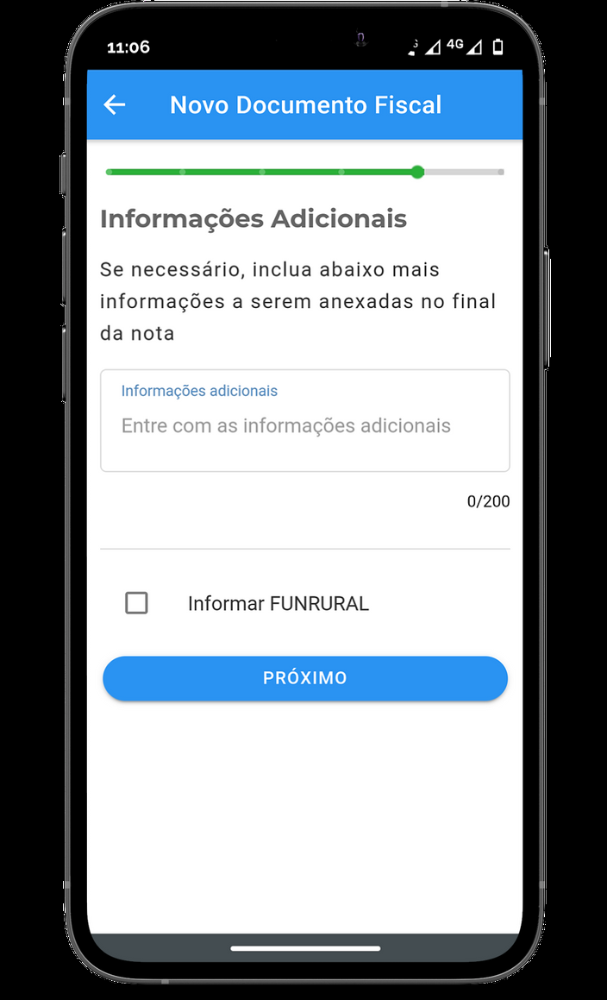 11:06
4G
Novo Documento Fiscal
Informações Adicionais
Se necessário, inclua abaixo mais
informações a serem anexadas no final
da nota
Informações adicionais
Entre com as informações adicionais
0/200
Informar FUNRURAL
PRÓXIMO